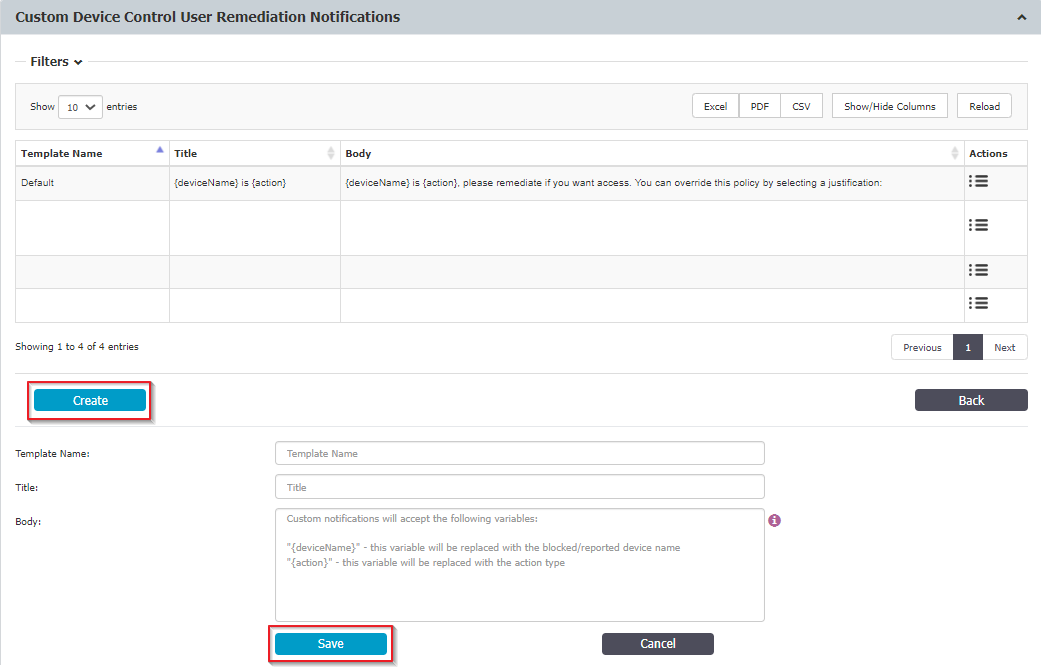 Custom Device Control User Remediation Notifications
Filters
Show 10 entries
Excel PDF CSV Show/Hide Columns Reload
Template Name Title Body Actions
Default {deviceName} is {action} {deviceName} is {action}, please remediate if you want access. You can override this policy by selecting a justification:
Showing 1 to 4 of 4 entries
Previous 1 Next
Create Back
Template Name: Template Name
Title: Title
Body: Custom notifications will accept the following variables:
"{deviceName}" - this variable will be replaced with the blocked/reported device name
"{action}" - this variable will be replaced with the action type
Save Cancel